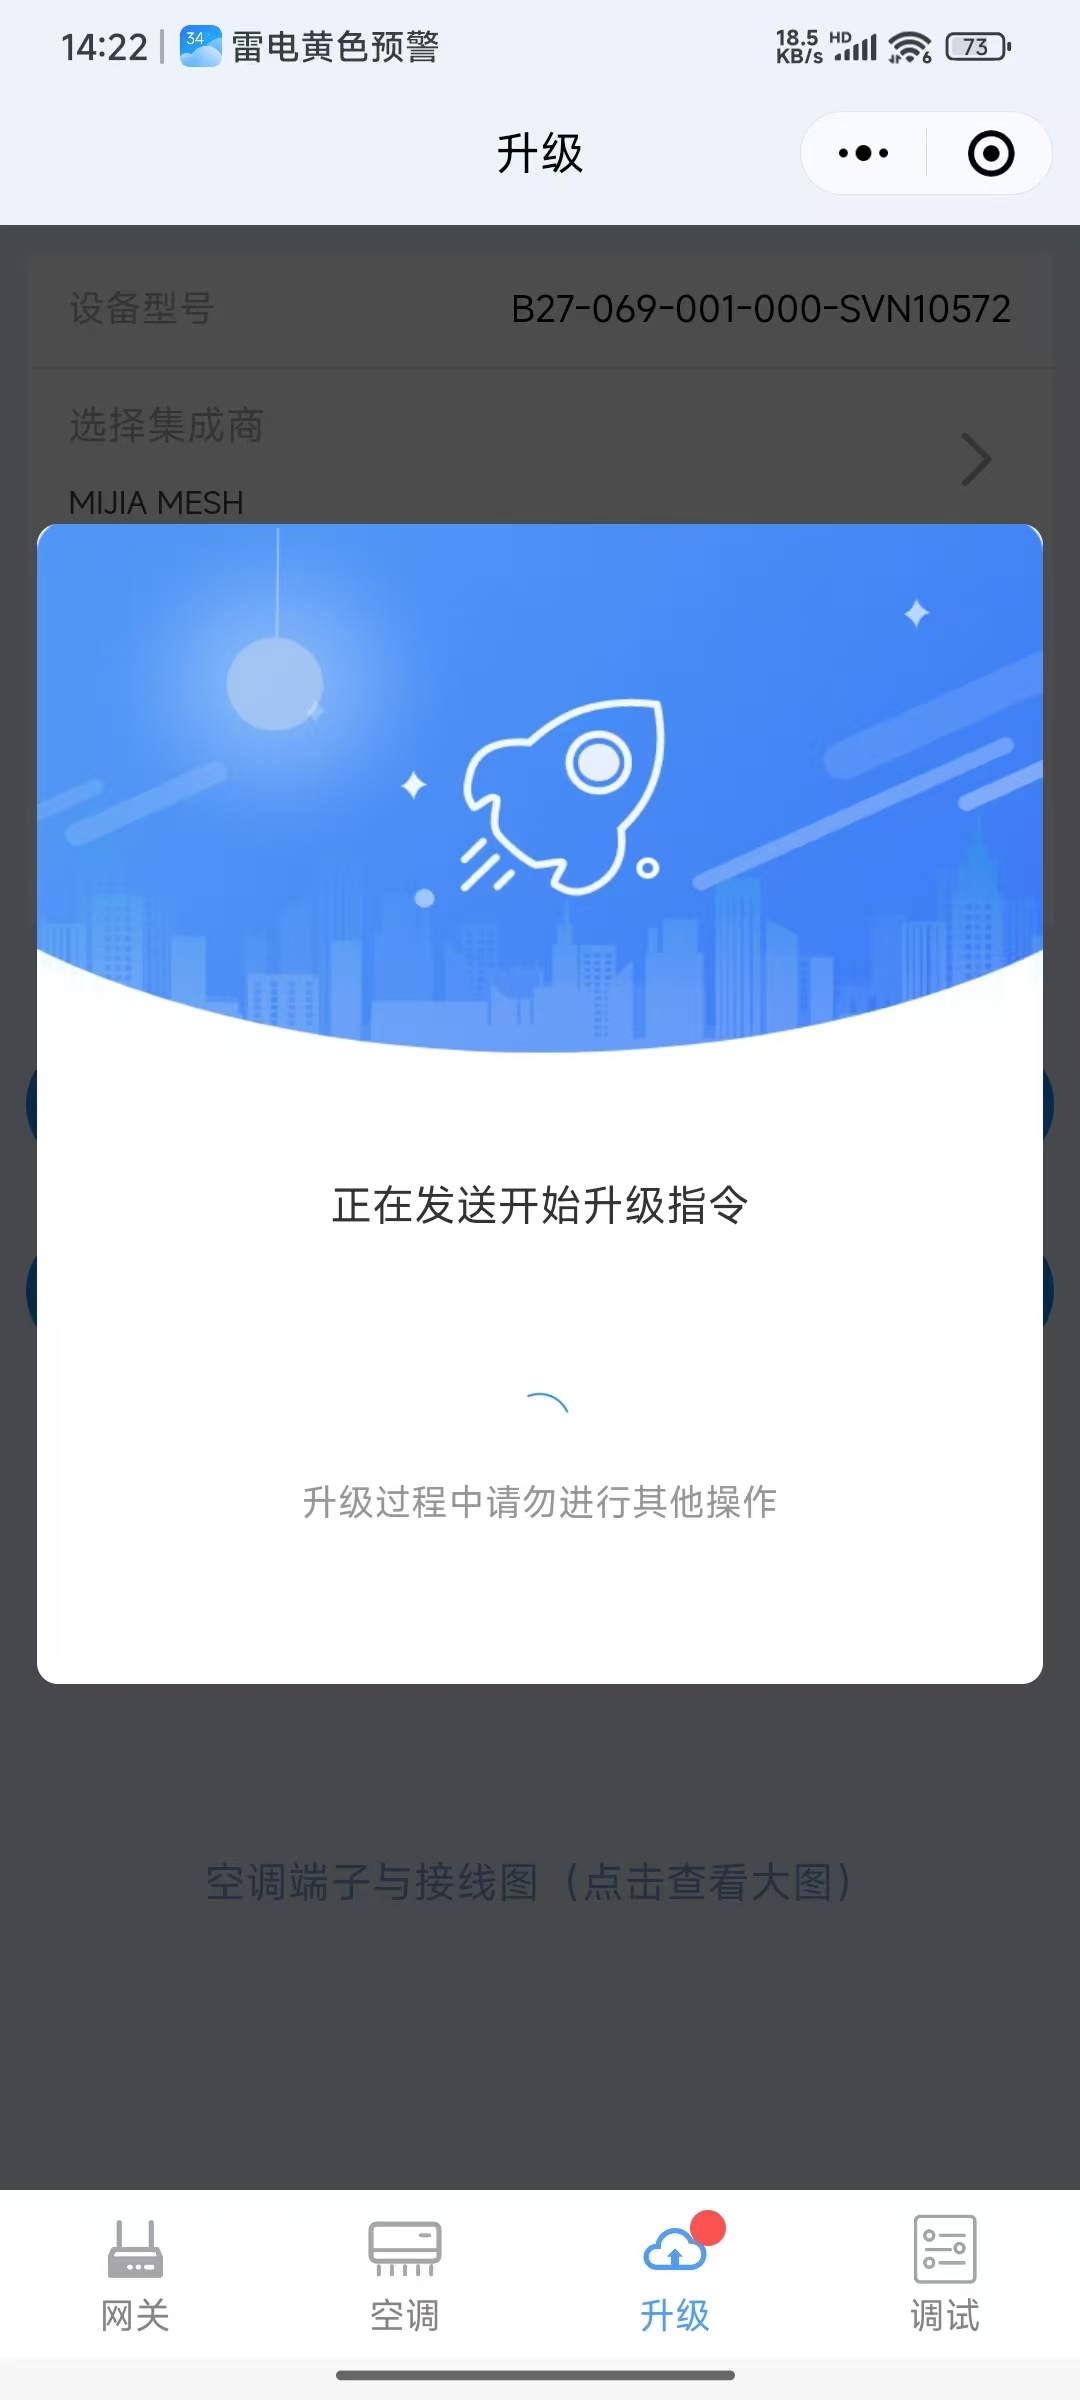 14:22
34°
雷电黄色预警
18.5 KB/s
HD
6
73
升级
设备型号
B27-069-001-000-SVN10572
选择集成商
MIJIA MESH
正在发送开始升级指令
升级过程中请勿进行其他操作
空调端子与接线图（点击查看大图）
网关
空调
升级
调试